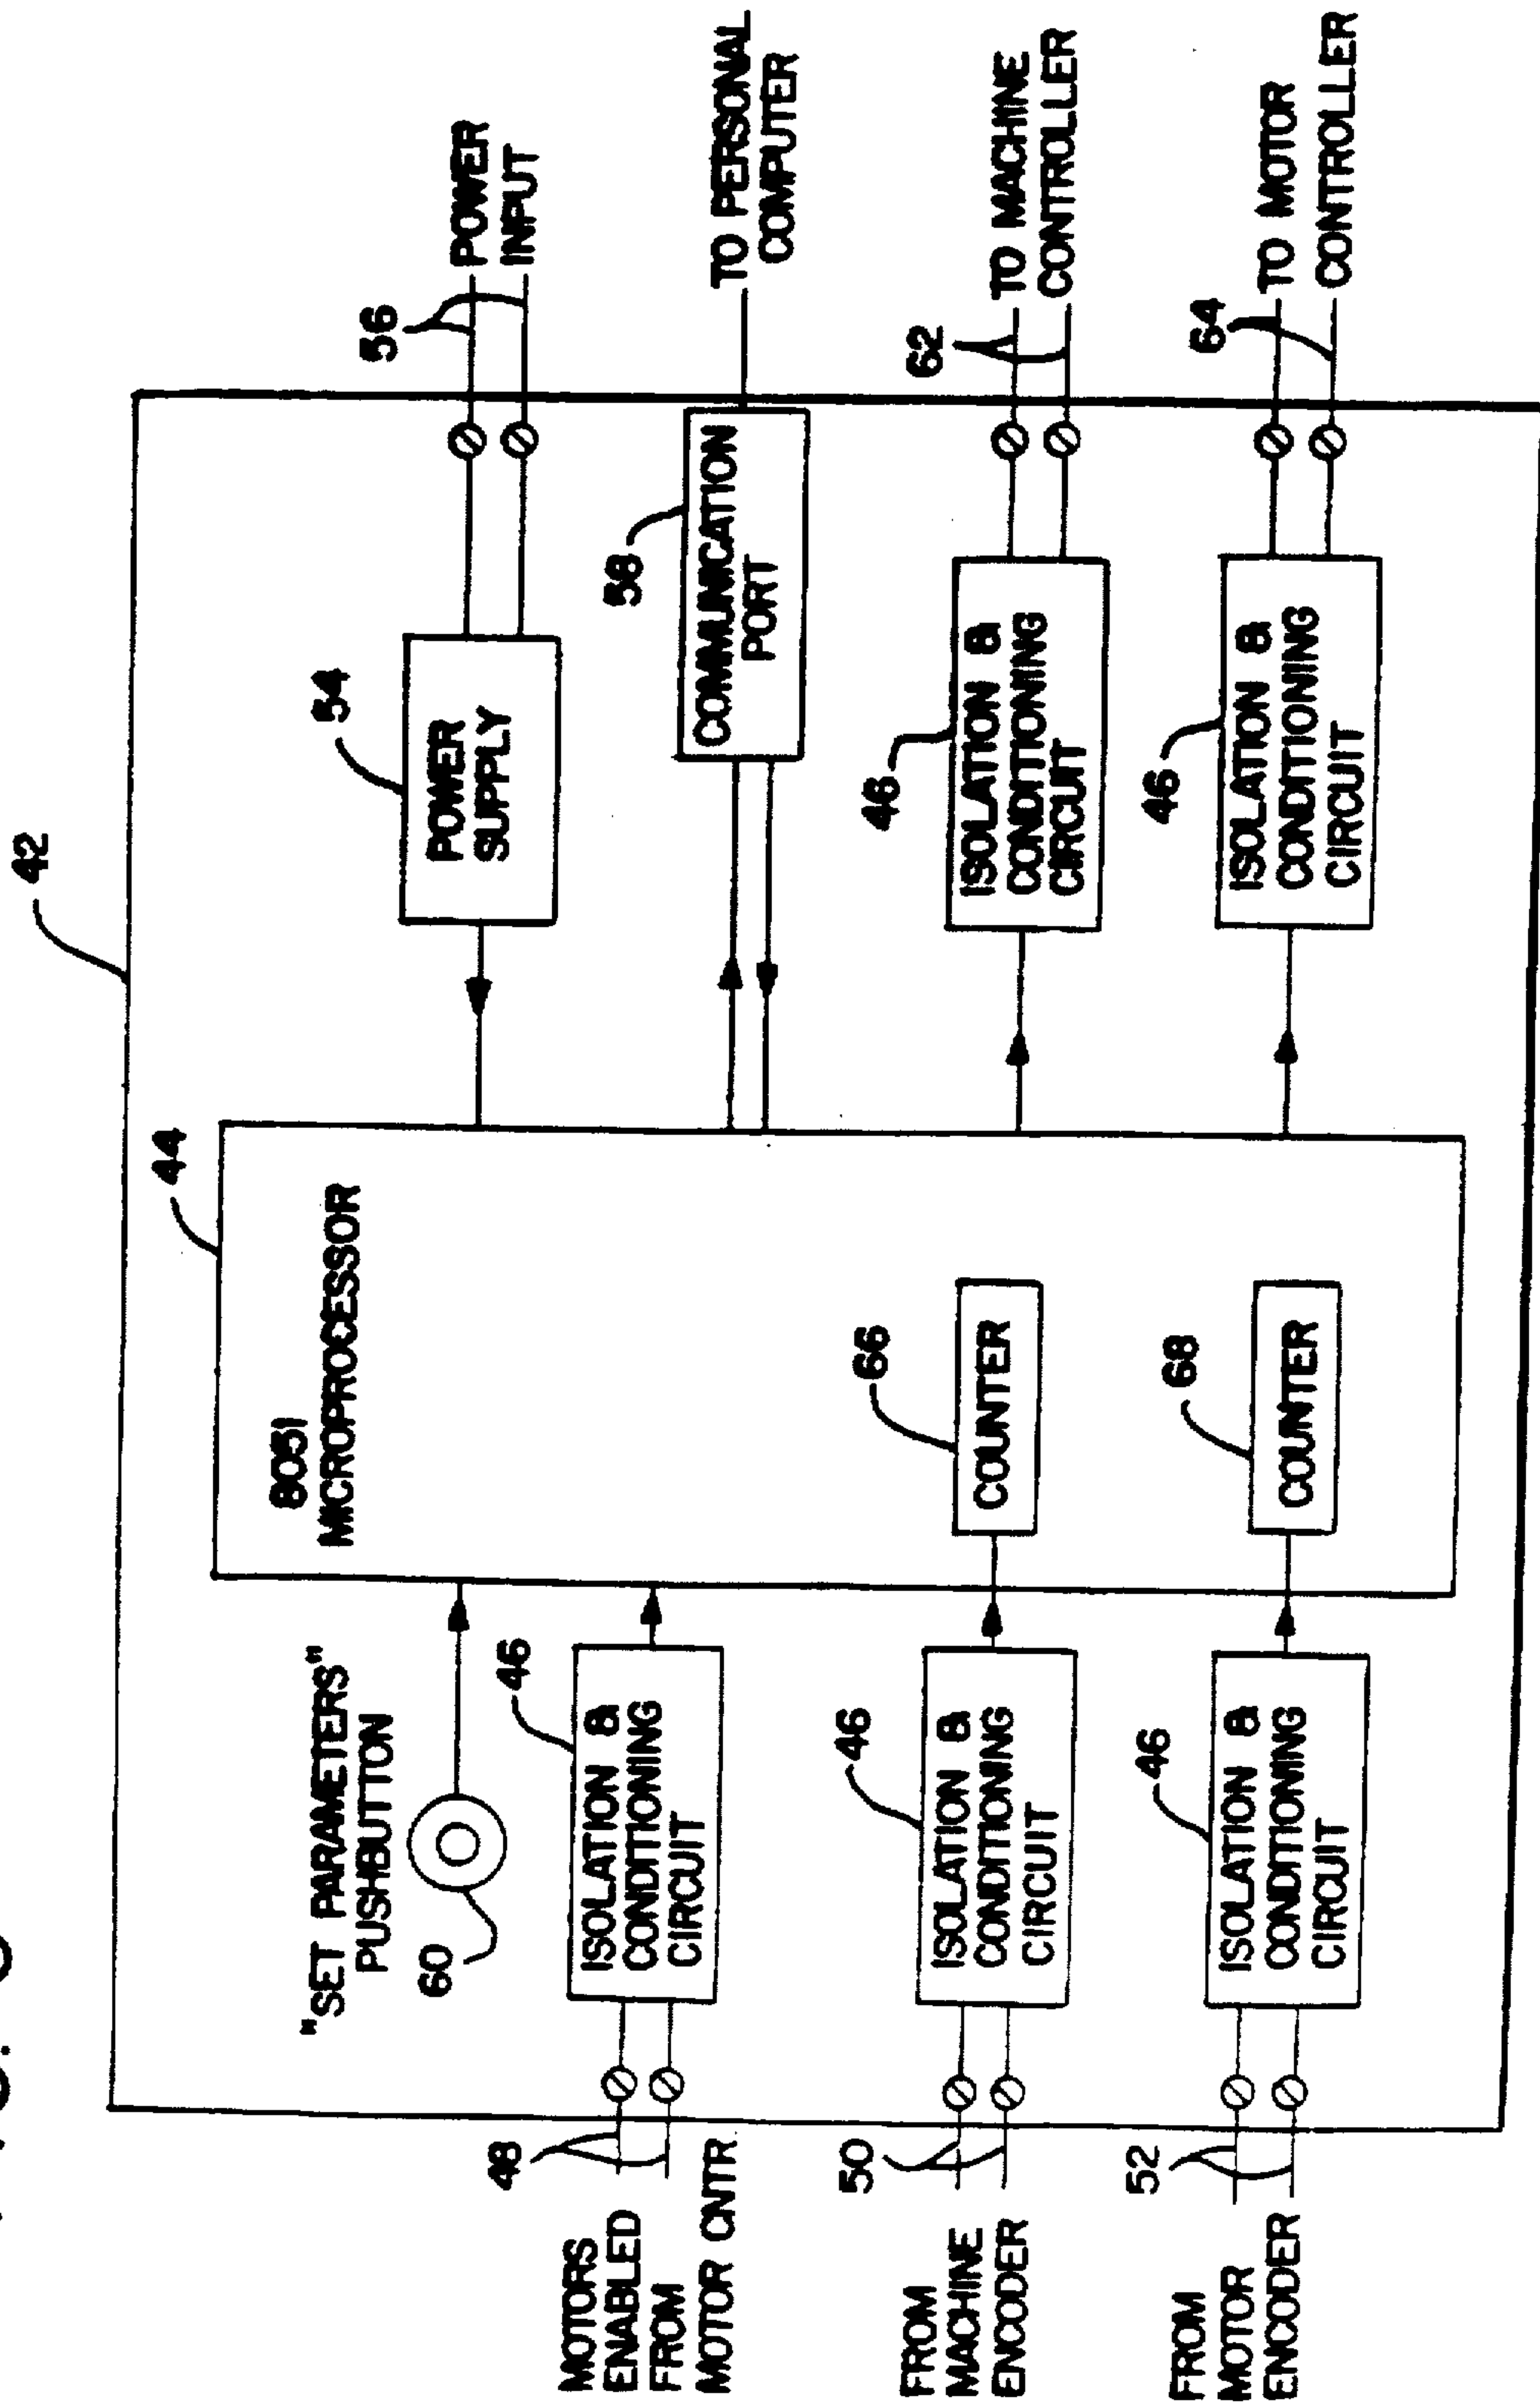 42
44
8051
MICROPROCESSOR
"SET PARAMETERS"
PUSHBUTTON
60
54
POWER
SUPPLY
56
POWER
INPUT
MOTORS
ENABLED
FROM
MOTOR CNTR
48
46
ISOLATION &
CONDITIONING
CIRCUIT
58
COMMUNICATION
PORT
TO PERSONAL
COMPUTER
FROM
MACHINE
ENCODER
50
46
ISOLATION &
CONDITIONING
CIRCUIT
66
COUNTER
46
ISOLATION &
CONDITIONING
CIRCUIT
62
TO MACHINE
CONTROLLER
FROM
MOTOR
ENCODER
52
46
ISOLATION &
CONDITIONING
CIRCUIT
68
COUNTER
46
ISOLATION &
CONDITIONING
CIRCUIT
64
TO MOTOR
CONTROLLER